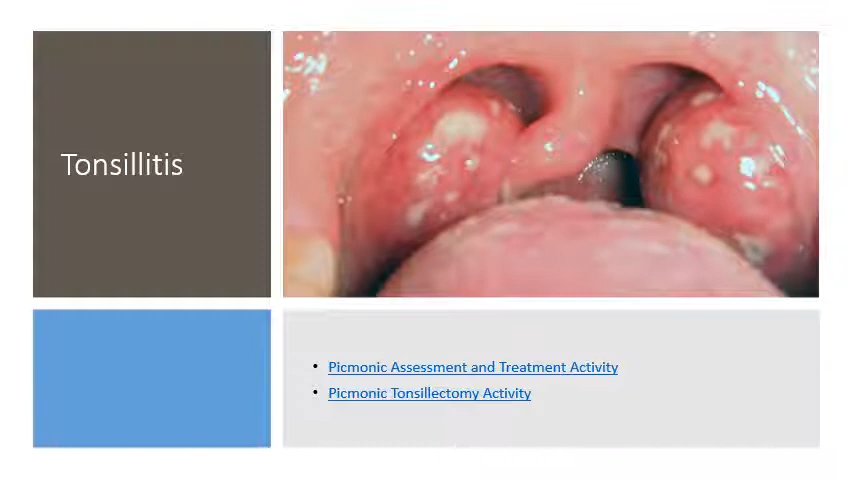 Tonsillitis
• Picmonic Assessment and Treatment Activity
• Picmonic Tonsillectomy Activity